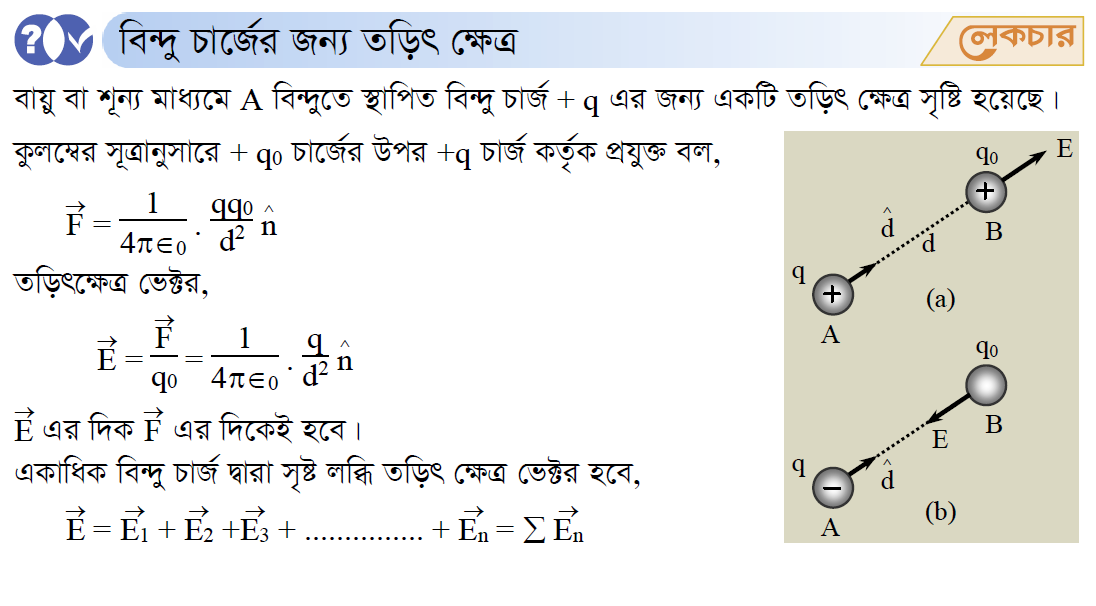 ?
বিন্দু চার্জের জন্য তড়িৎ ক্ষেত্র
লেকচার
বায়ু বা শূন্য মাধ্যমে A বিন্দুতে স্থাপিত বিন্দু চার্জ + q এর জন্য একটি তড়িৎ ক্ষেত্র সৃষ্টি হয়েছে।
কুলম্বের সূত্রানুসারে + q₀ চার্জের উপর +q চার্জ কর্তৃক প্রযুক্ত বল,
F⃗ = 1/4π∈₀ . qq₀/d² n̂
তড়িৎক্ষেত্র ভেক্টর,
E⃗ = F⃗/q₀ = 1/4π∈₀ . q/d² n̂
E⃗ এর দিক F⃗ এর দিকেই হবে।
একাধিক বিন্দু চার্জ দ্বারা সৃষ্ট লব্ধি তড়িৎ ক্ষেত্র ভেক্টর হবে,
E⃗ = E⃗₁ + E⃗₂ +E⃗₃ + ............... + E⃗ₙ = ∑ E⃗ₙ
q₀ E
+
d̂
d
B
q
+
A
(a)
q₀
B
E
q
d̂
−
A
(b)